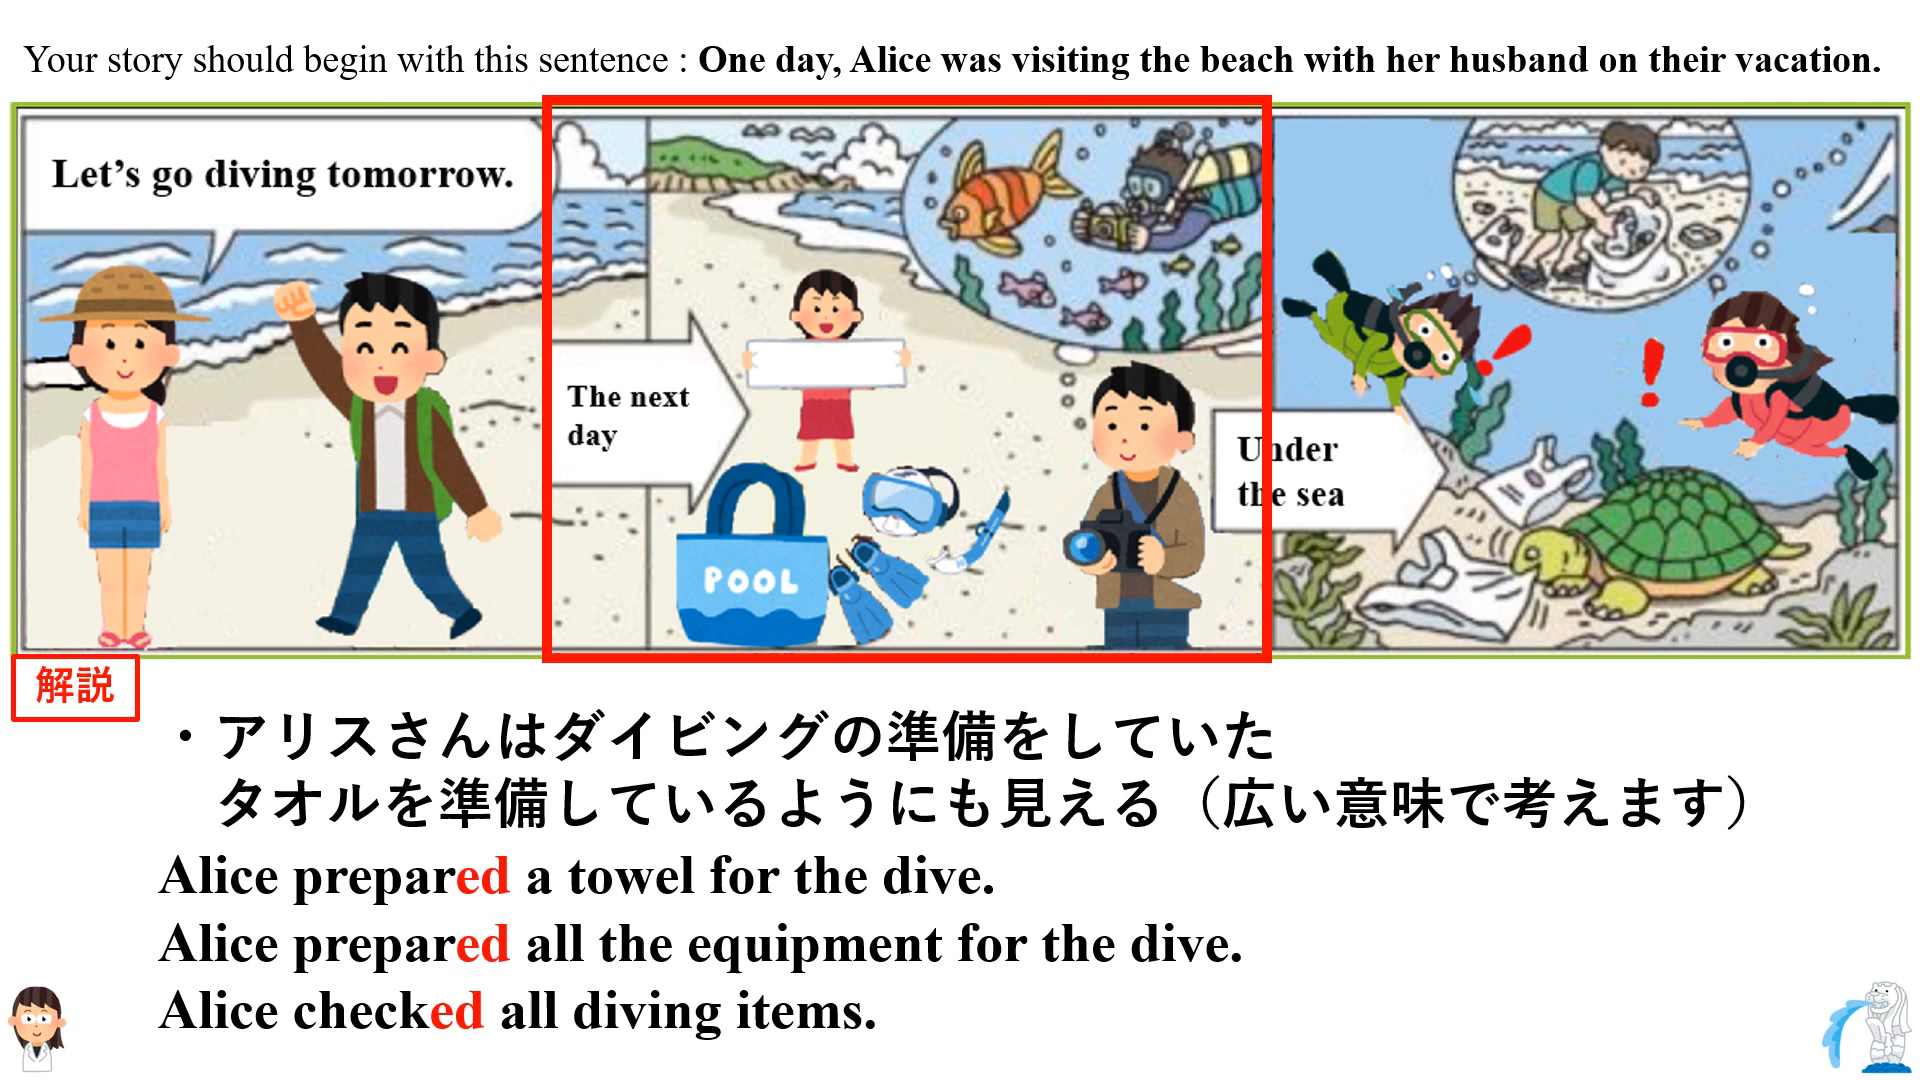 Your story should begin with this sentence : One day, Alice was visiting the beach with her husband on their vacation.
Let's go diving tomorrow.
The next
day
POOL
Under
the sea
解説
・アリスさんはダイビングの準備をしていた
タオルを準備しているようにも見える（広い意味で考えます）
Alice prepared a towel for the dive.
Alice prepared all the equipment for the dive.
Alice checked all diving items.